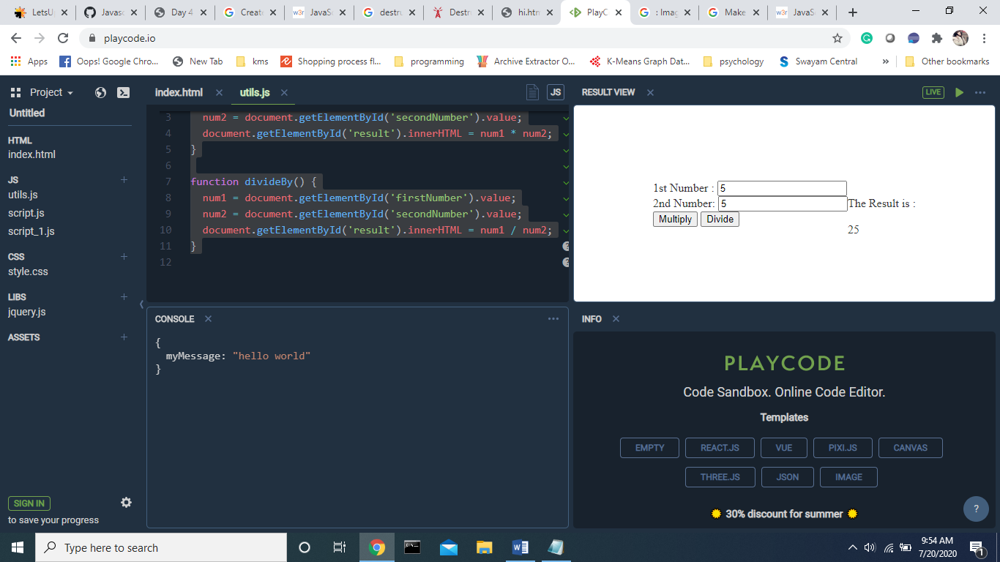 LetsU
Javasc
Day 4
Create
JavaSc
destru
Destru
hi.htm
PlayC
: Imag
Make
JavaSc
playcode.io
Apps
Oops! Google Chro...
New Tab
kms
Shopping process fl...
programming
Archive Extractor O...
K-Means Graph Dat...
psychology
Swayam Central
»
Other bookmarks
Project
Untitled
HTML
index.html
JS +
utils.js
script.js
script_1.js
CSS +
style.css
LIBS +
jquery.js
ASSETS +
SIGN IN
to save your progress
index.html
utils.js
JS
3 num2 = document.getElementById('secondNumber').value;
4 document.getElementById('result').innerHTML = num1 * num2;
5 }
6
7 function divideBy() {
8 num1 = document.getElementById('firstNumber').value;
9 num2 = document.getElementById('secondNumber').value;
10 document.getElementById('result').innerHTML = num1 / num2;
11 }
12
CONSOLE
{
myMessage: "hello world"
}
RESULT VIEW
LIVE
1st Number : 5
2nd Number: 5 The Result is :
Multiply Divide
25
INFO
PLAYCODE
Code Sandbox. Online Code Editor.
Templates
EMPTY REACT.JS VUE PIXI.JS CANVAS
THREE.JS JSON IMAGE
30% discount for summer
?
Type here to search
9:54 AM
7/20/2020
1